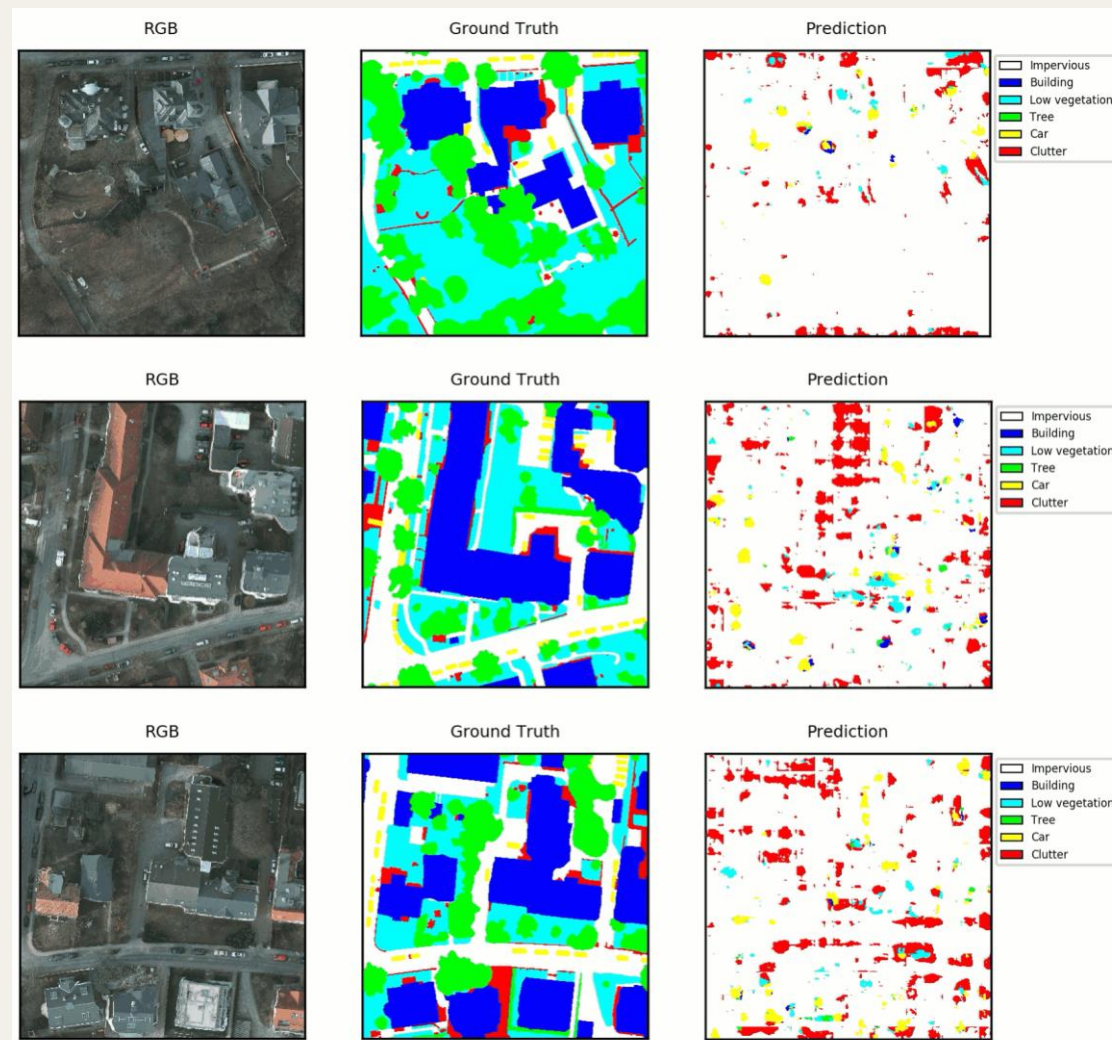 RGB
Ground Truth
Prediction
Impervious
Building
Low vegetation
Tree
Car
Clutter
RGB
Ground Truth
Prediction
Impervious
Building
Low vegetation
Tree
Car
Clutter
RGB
Ground Truth
Prediction
Impervious
Building
Low vegetation
Tree
Car
Clutter